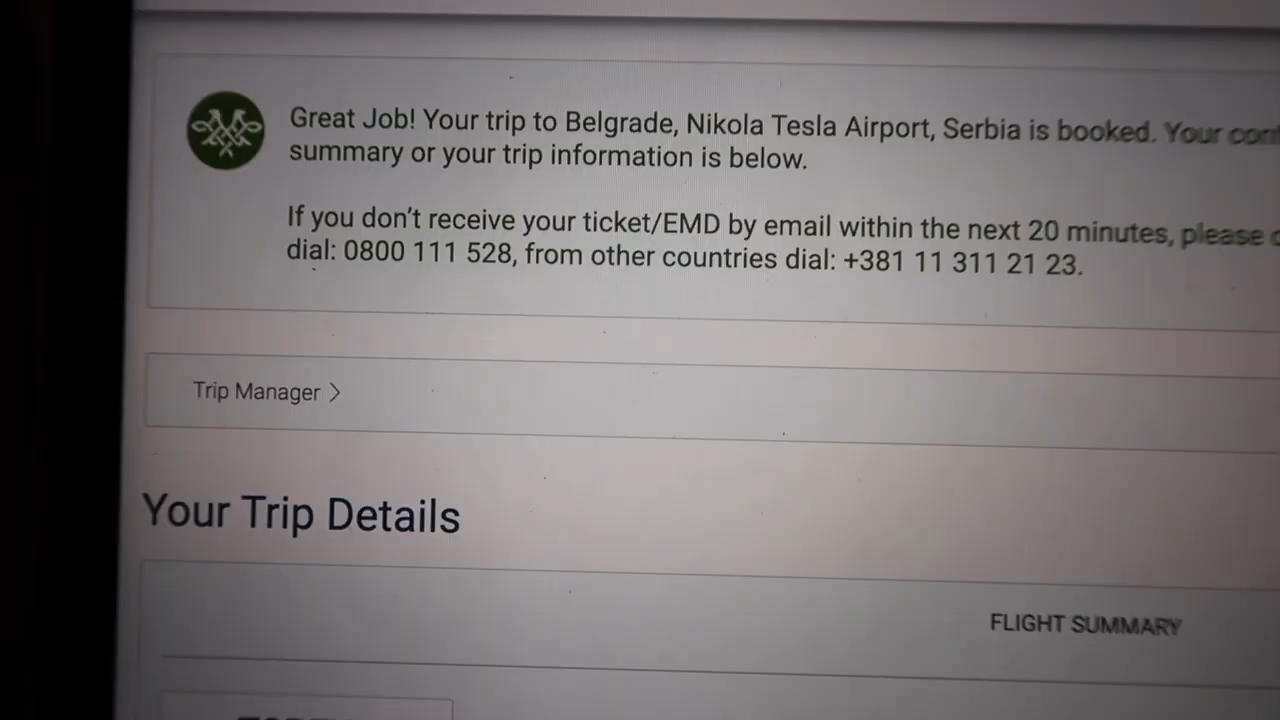 Great Job! Your trip to Belgrade, Nikola Tesla Airport, Serbia is booked. Your
summary or your trip information is below.
If you don't receive your ticket/EMD by email within the next 20 minutes, please
dial: 0800 111 528, from other countries dial: +381 11 311 21 23.
Trip Manager >
Your Trip Details
FLIGHT SUMMARY